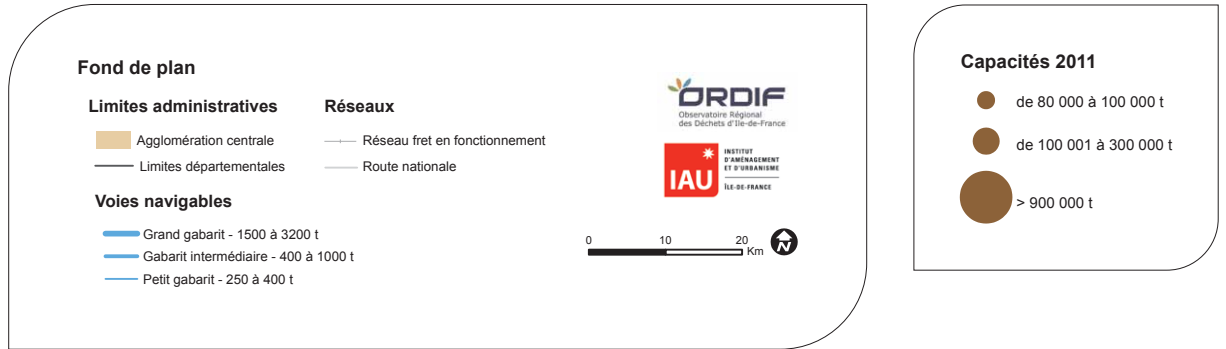 Fond de plan
Limites administratives
Agglomération centrale
Limites départementales
Réseaux
Réseau fret en fonctionnement
Route nationale
Voies navigables
Grand gabarit - 1500 à 3200 t
Gabarit intermédiaire - 400 à 1000 t
Petit gabarit - 250 à 400 t
ORDIF
Observatoire Régional
des Déchets d'Ile-de-France
IAU
INSTITUT
D'AMÉNAGEMENT
ET D'URBANISME
ÎLE-DE-FRANCE
0 10 20
Km
N
Capacités 2011
de 80 000 à 100 000 t
de 100 001 à 300 000 t
> 900 000 t